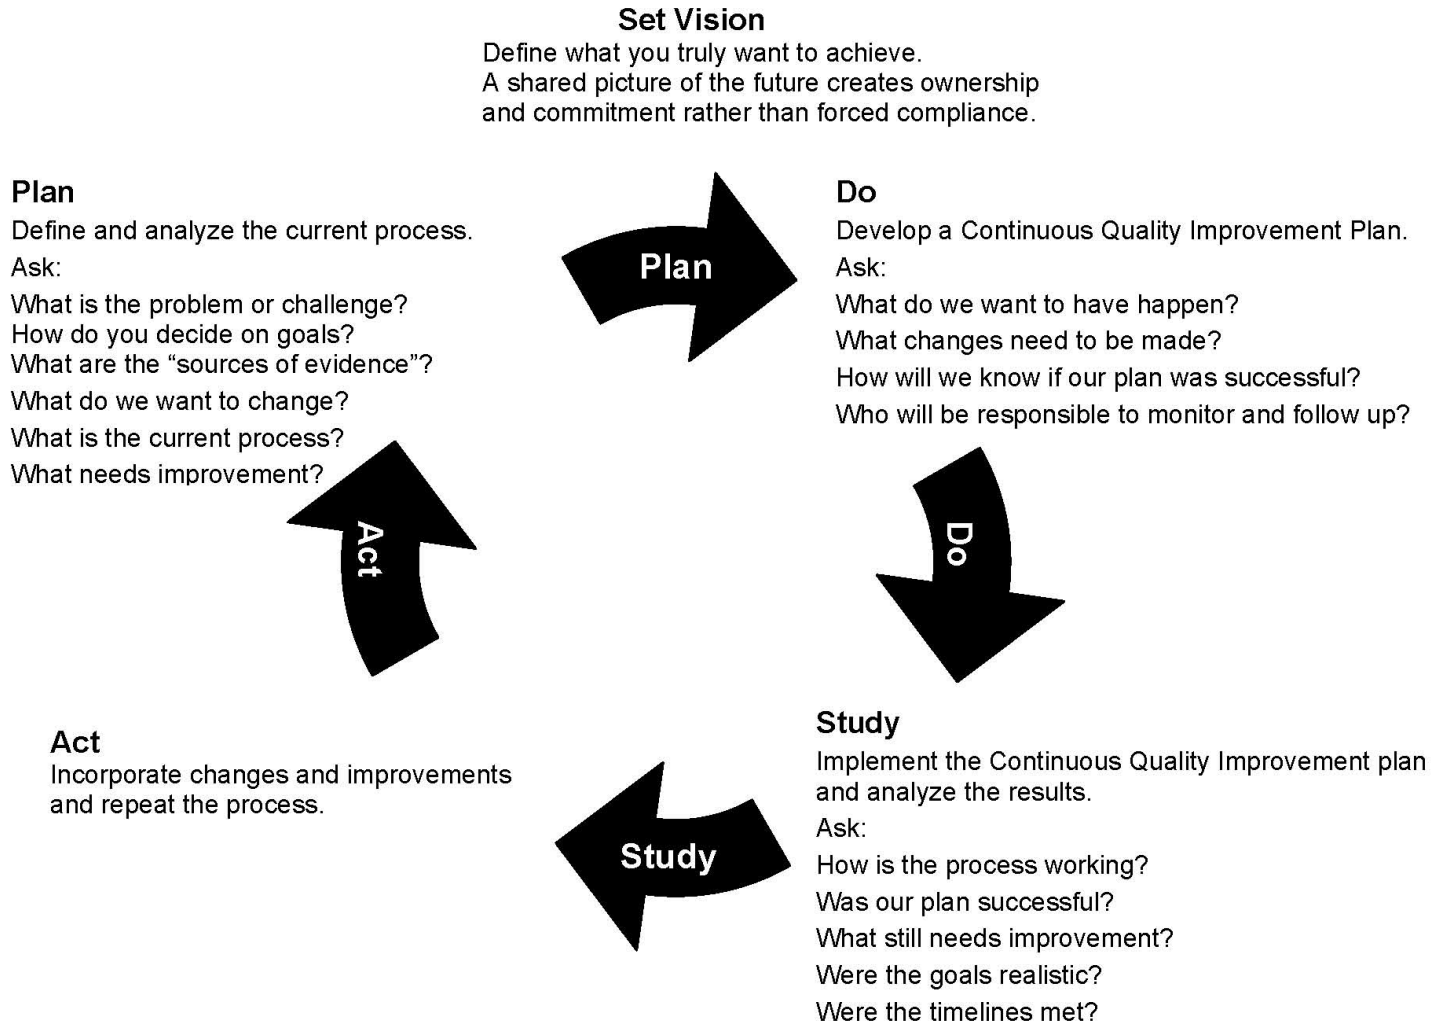 Set Vision
Define what you truly want to achieve.
A shared picture of the future creates ownership
and commitment rather than forced compliance.
Plan
Define and analyze the current process.
Ask:
What is the problem or challenge?
How do you decide on goals?
What are the “sources of evidence”?
What do we want to change?
What is the current process?
What needs improvement?
Plan
Do
Develop a Continuous Quality Improvement Plan.
Ask:
What do we want to have happen?
What changes need to be made?
How will we know if our plan was successful?
Who will be responsible to monitor and follow up?
Do
Study
Implement the Continuous Quality Improvement plan
and analyze the results.
Ask:
How is the process working?
Was our plan successful?
What still needs improvement?
Were the goals realistic?
Were the timelines met?
Study
Act
Incorporate changes and improvements
and repeat the process.
Act